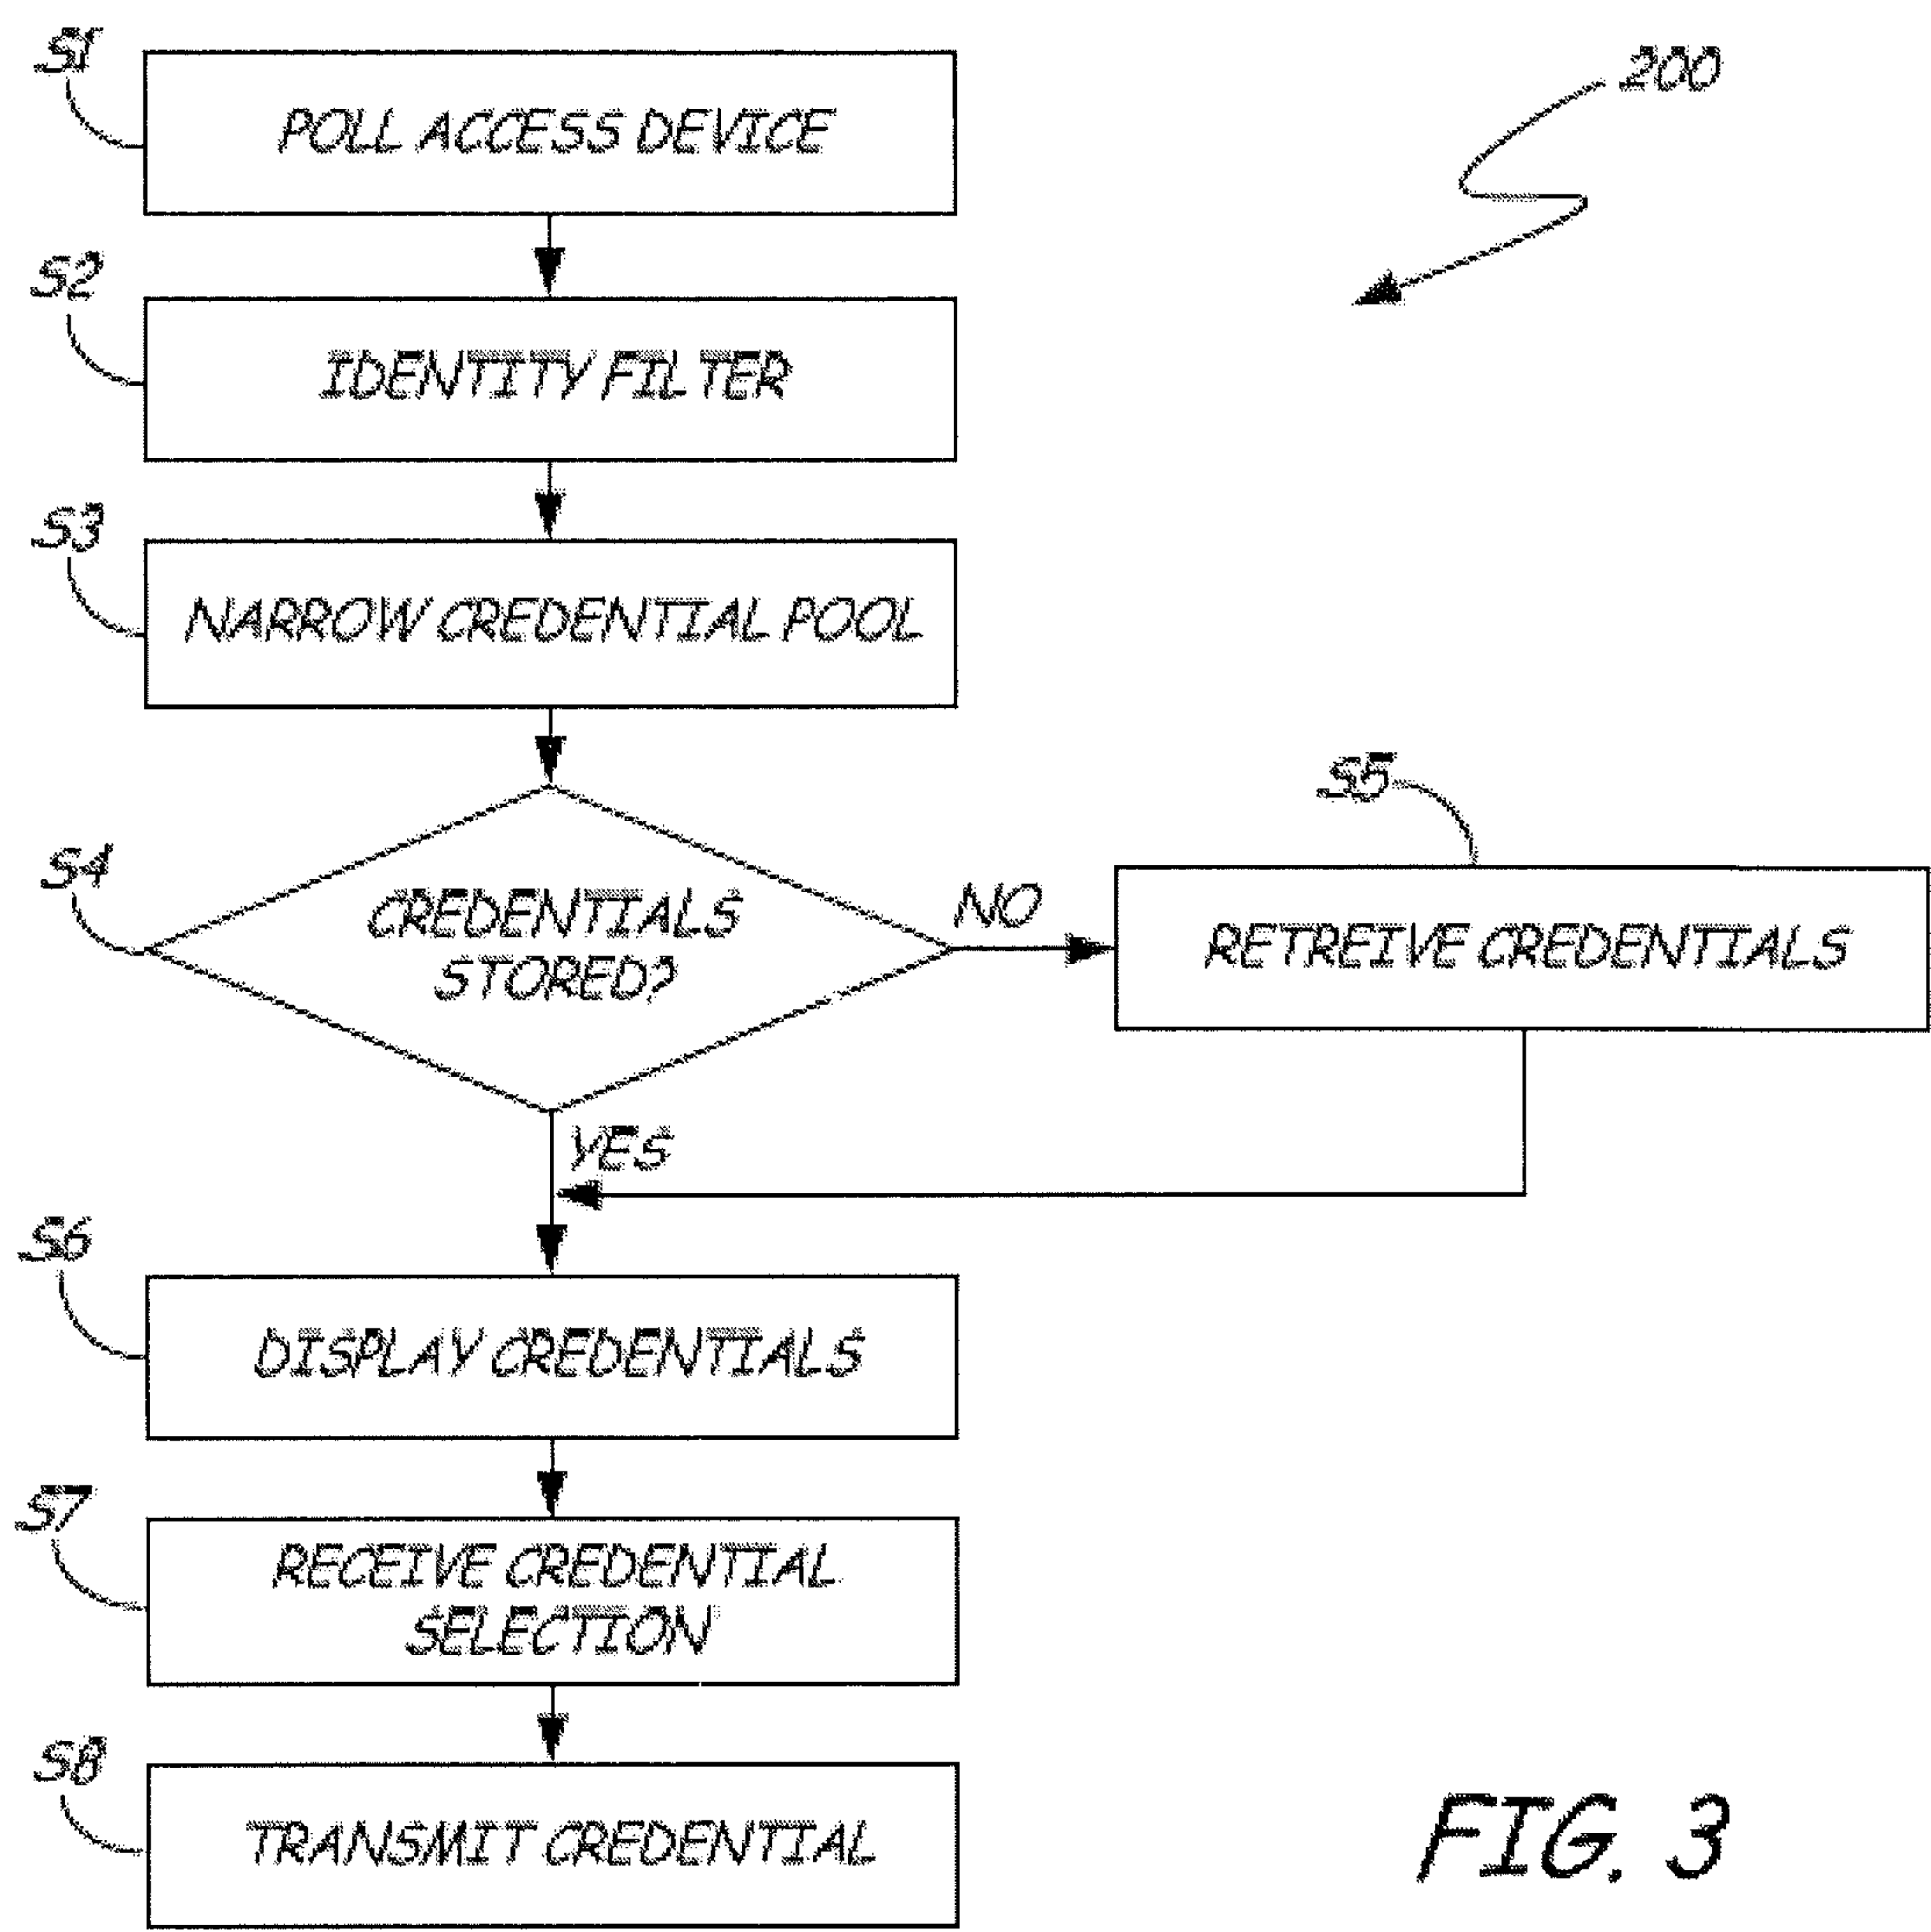 S1
POLL ACCESS DEVICE
200
S2
IDENTITY FILTER
S3
NARROW CREDENTIAL POOL
S4
CREDENTIALS
STORED?
NO
S5
RETREIVE CREDENTIALS
YES
S6
DISPLAY CREDENTIALS
S7
RECEIVE CREDENTIAL
SELECTION
S8
TRANSMIT CREDENTIAL
FIG. 3